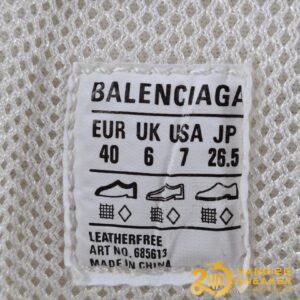 BALENCIAGA
EUR UK USA JP
40 6 7 26.5
LEATHERFREE
ART NO. 685613
MADE IN CHINA